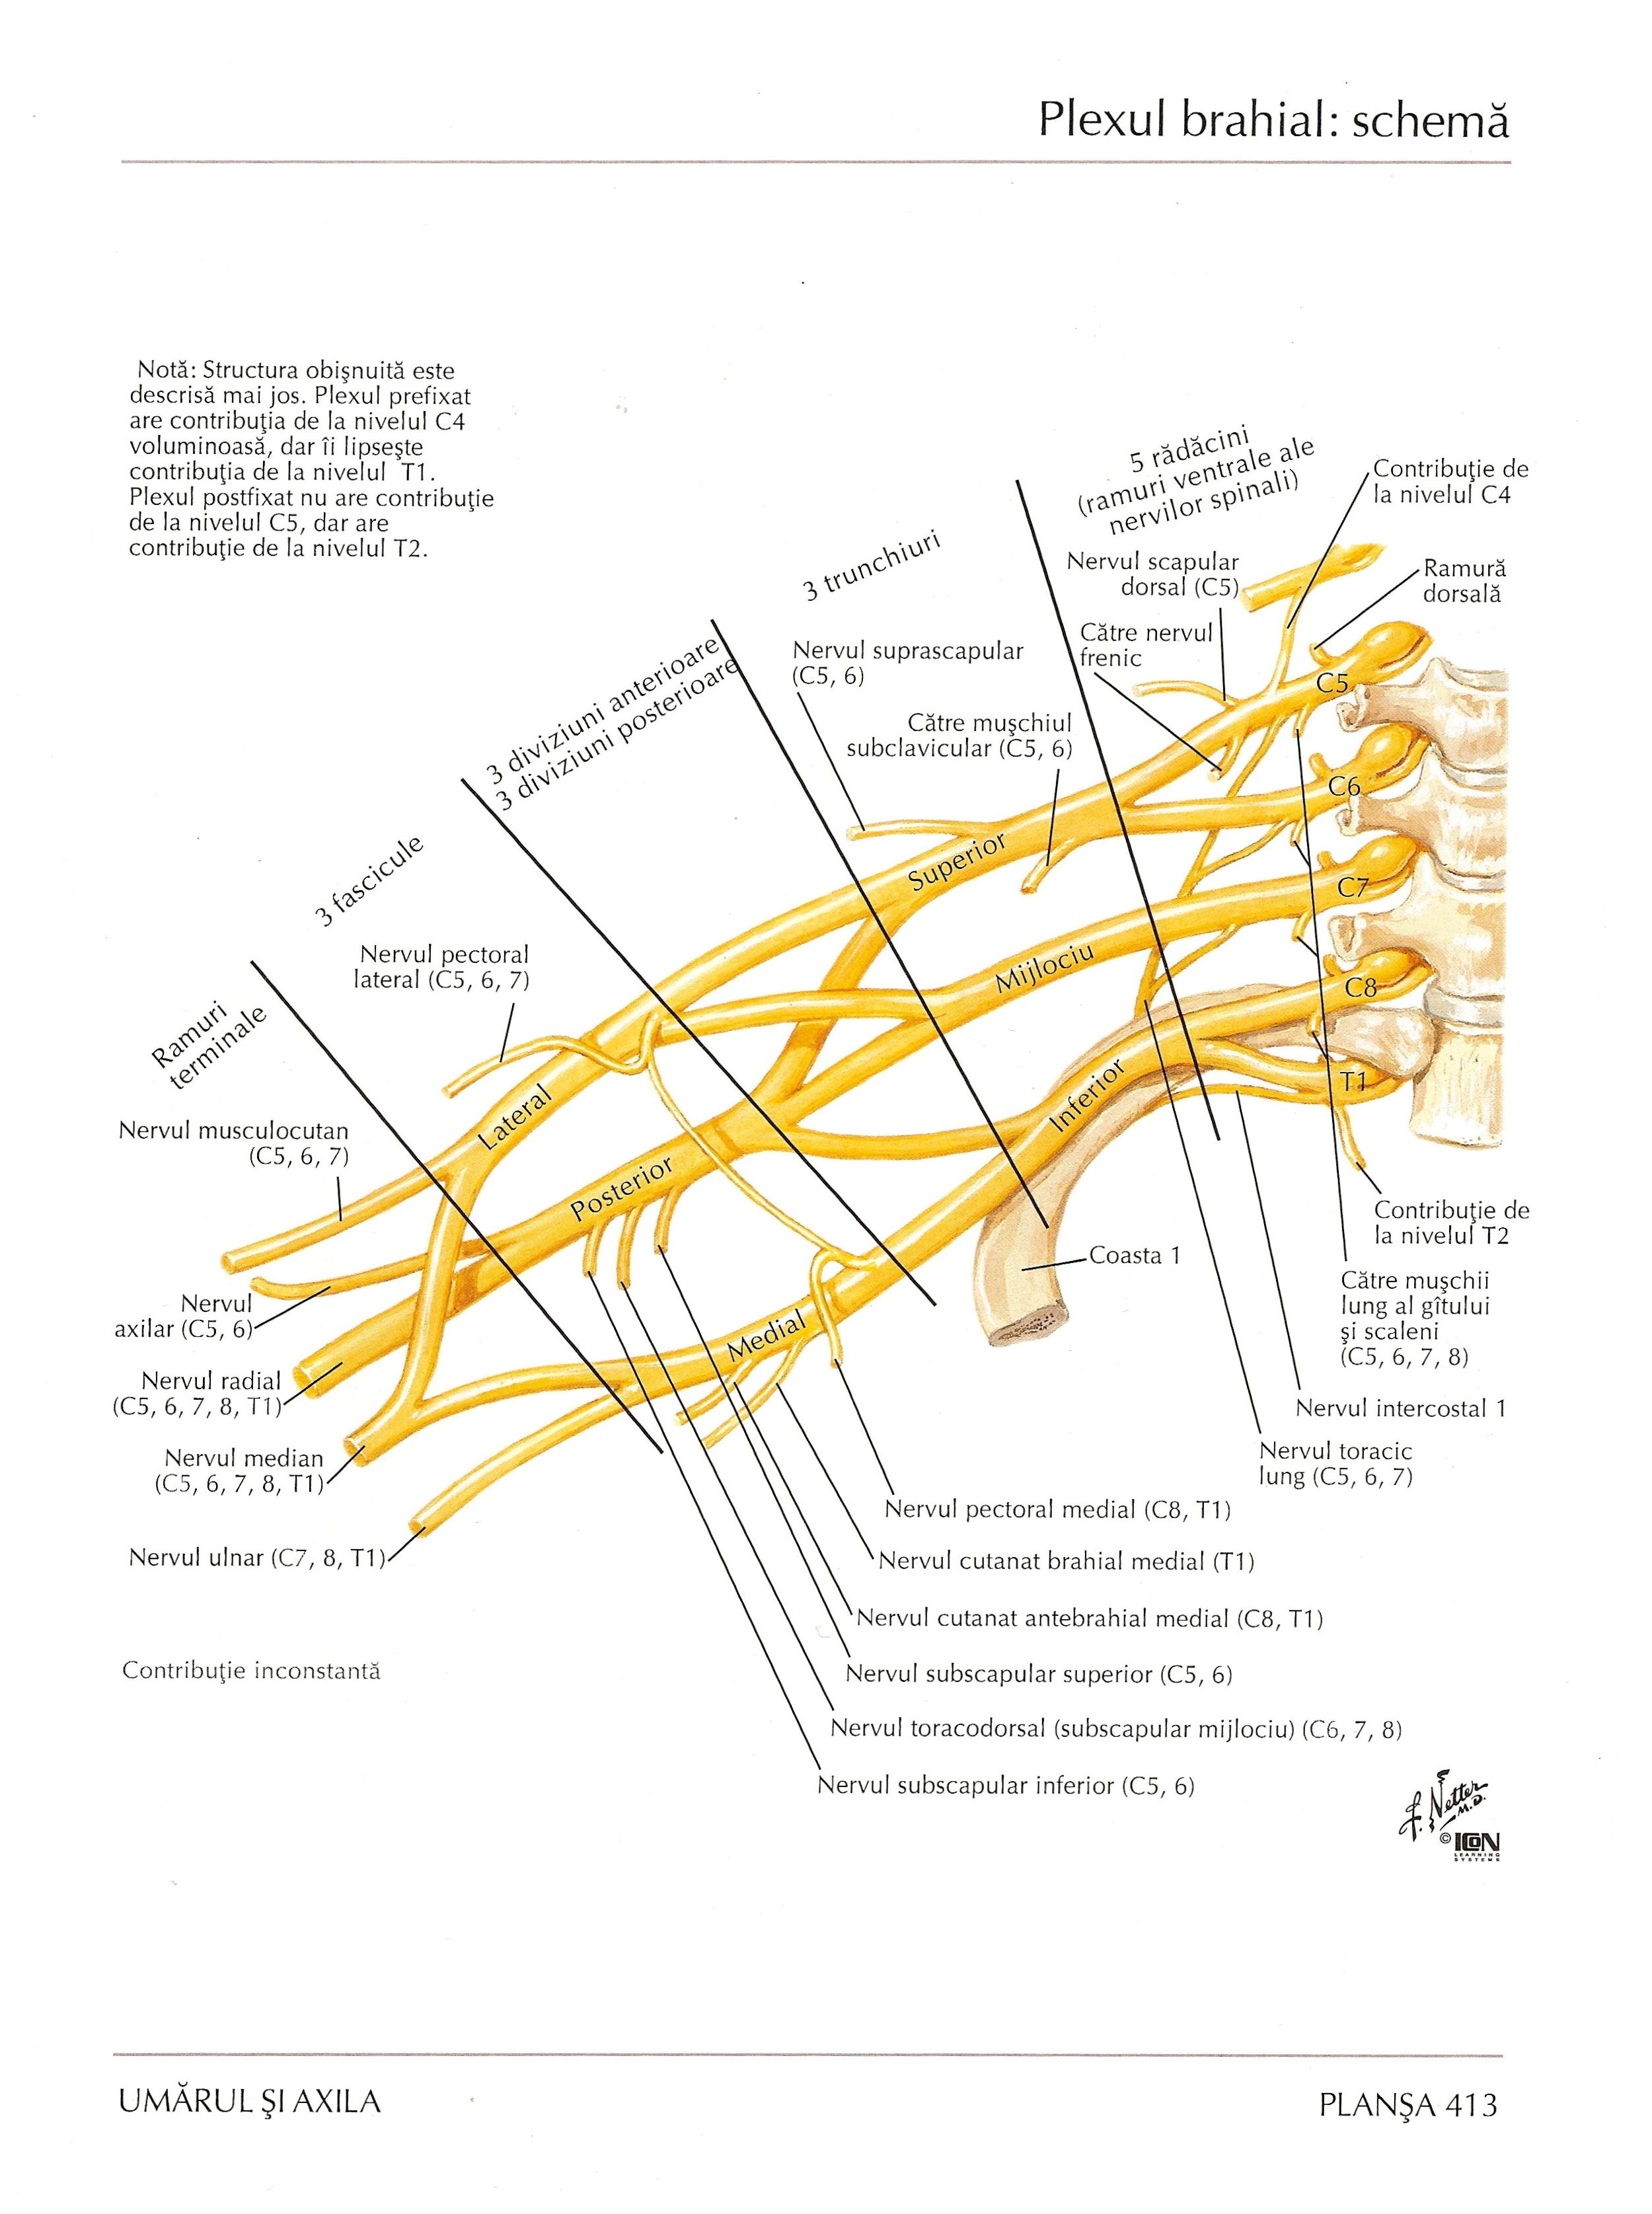 Plexul brahial: schemă
Notă: Structura obişnuită este
descrisă mai jos. Plexul prefixat
are contribuţia de la nivelul C4
voluminoasă, dar îi lipseşte
contribuţia de la nivelul T1.
Plexul postfixat nu are contribuţie
de la nivelul C5, dar are
contribuţie de la nivelul T2.
5 rădăcini
(ramuri ventrale ale
nervilor spinali)
Contribuţie de
la nivelul C4
3 trunchiuri
Nervul scapular
dorsal (C5)
Ramură
dorsală
Către nervul
frenic
3 diviziuni anterioare
3 diviziuni posterioare
Nervul suprascapular
(C5, 6)
Către muşchiul
subclavicular (C5, 6)
C5
C6
C7
C8
T1
3 fascicule
Superior
Mijlociu
Inferior
Nervul pectoral
lateral (C5, 6, 7)
Ramuri
terminale
Lateral
Posterior
Medial
Nervul musculocutan
(C5, 6, 7)
Contribuţie de
la nivelul T2
Coasta 1
Către muşchii
lung al gîtului
şi scaleni
(C5, 6, 7, 8)
Nervul
axilar (C5, 6)
Nervul radial
(C5, 6, 7, 8, T1)
Nervul intercostal 1
Nervul median
(C5, 6, 7, 8, T1)
Nervul toracic
lung (C5, 6, 7)
Nervul ulnar (C7, 8, T1)
Nervul pectoral medial (C8, T1)
Nervul cutanat brahial medial (T1)
Nervul cutanat antebrahial medial (C8, T1)
Contribuţie inconstantă
Nervul subscapular superior (C5, 6)
Nervul toracodorsal (subscapular mijlociu) (C6, 7, 8)
Nervul subscapular inferior (C5, 6)
F. Netter
M.D.
© ICON
LEARNING
SYSTEMS
UMĂRUL ŞI AXILA
PLANŞA 413